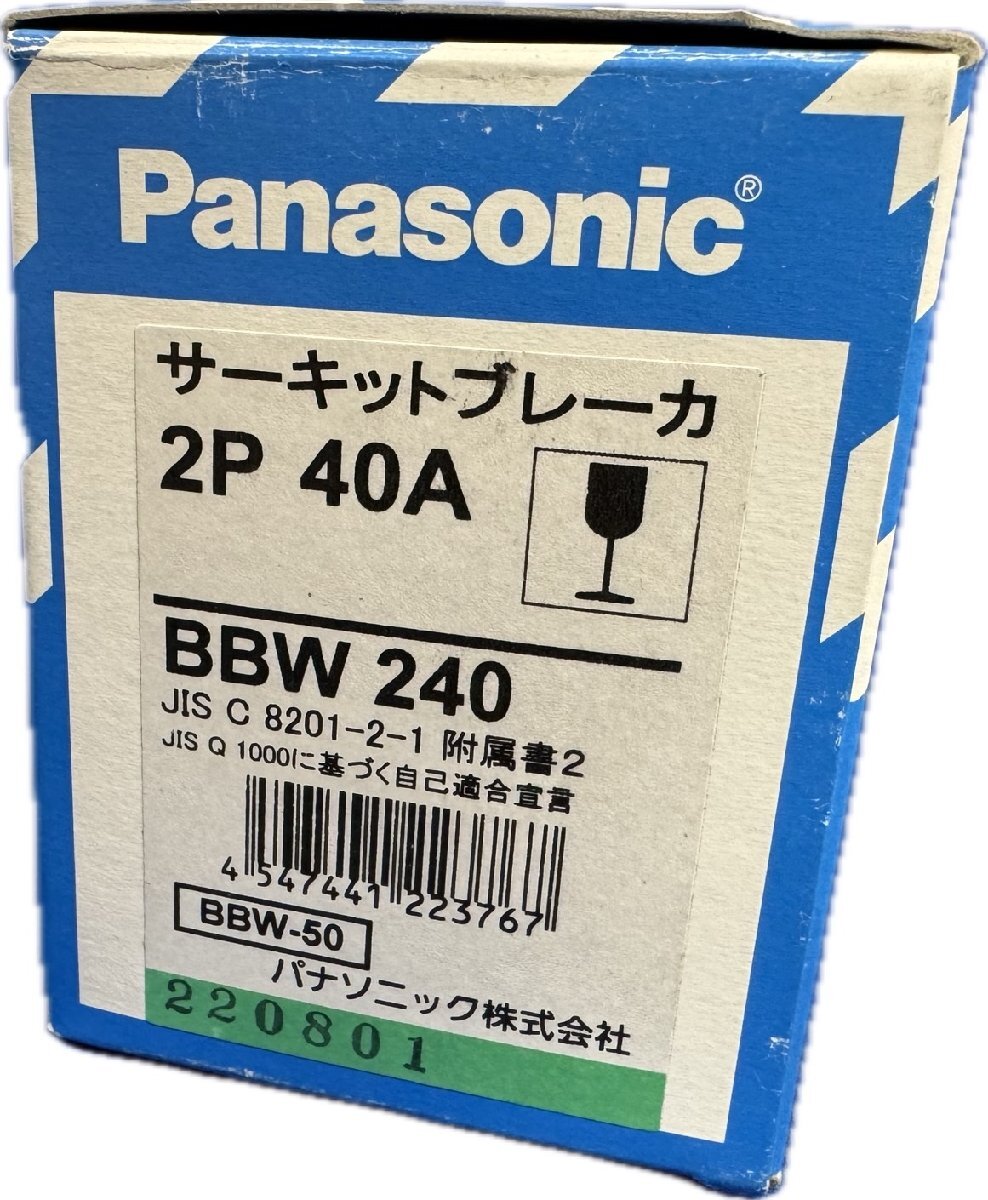 Panasonic®
サーキットブレーカ
2P 40A
BBW 240
JIS C 8201-2-1 附属書2
JIS Q 1000に基づく自己適合宣言
4 547441 223767
BBW-50
パナソニック株式会社
220801